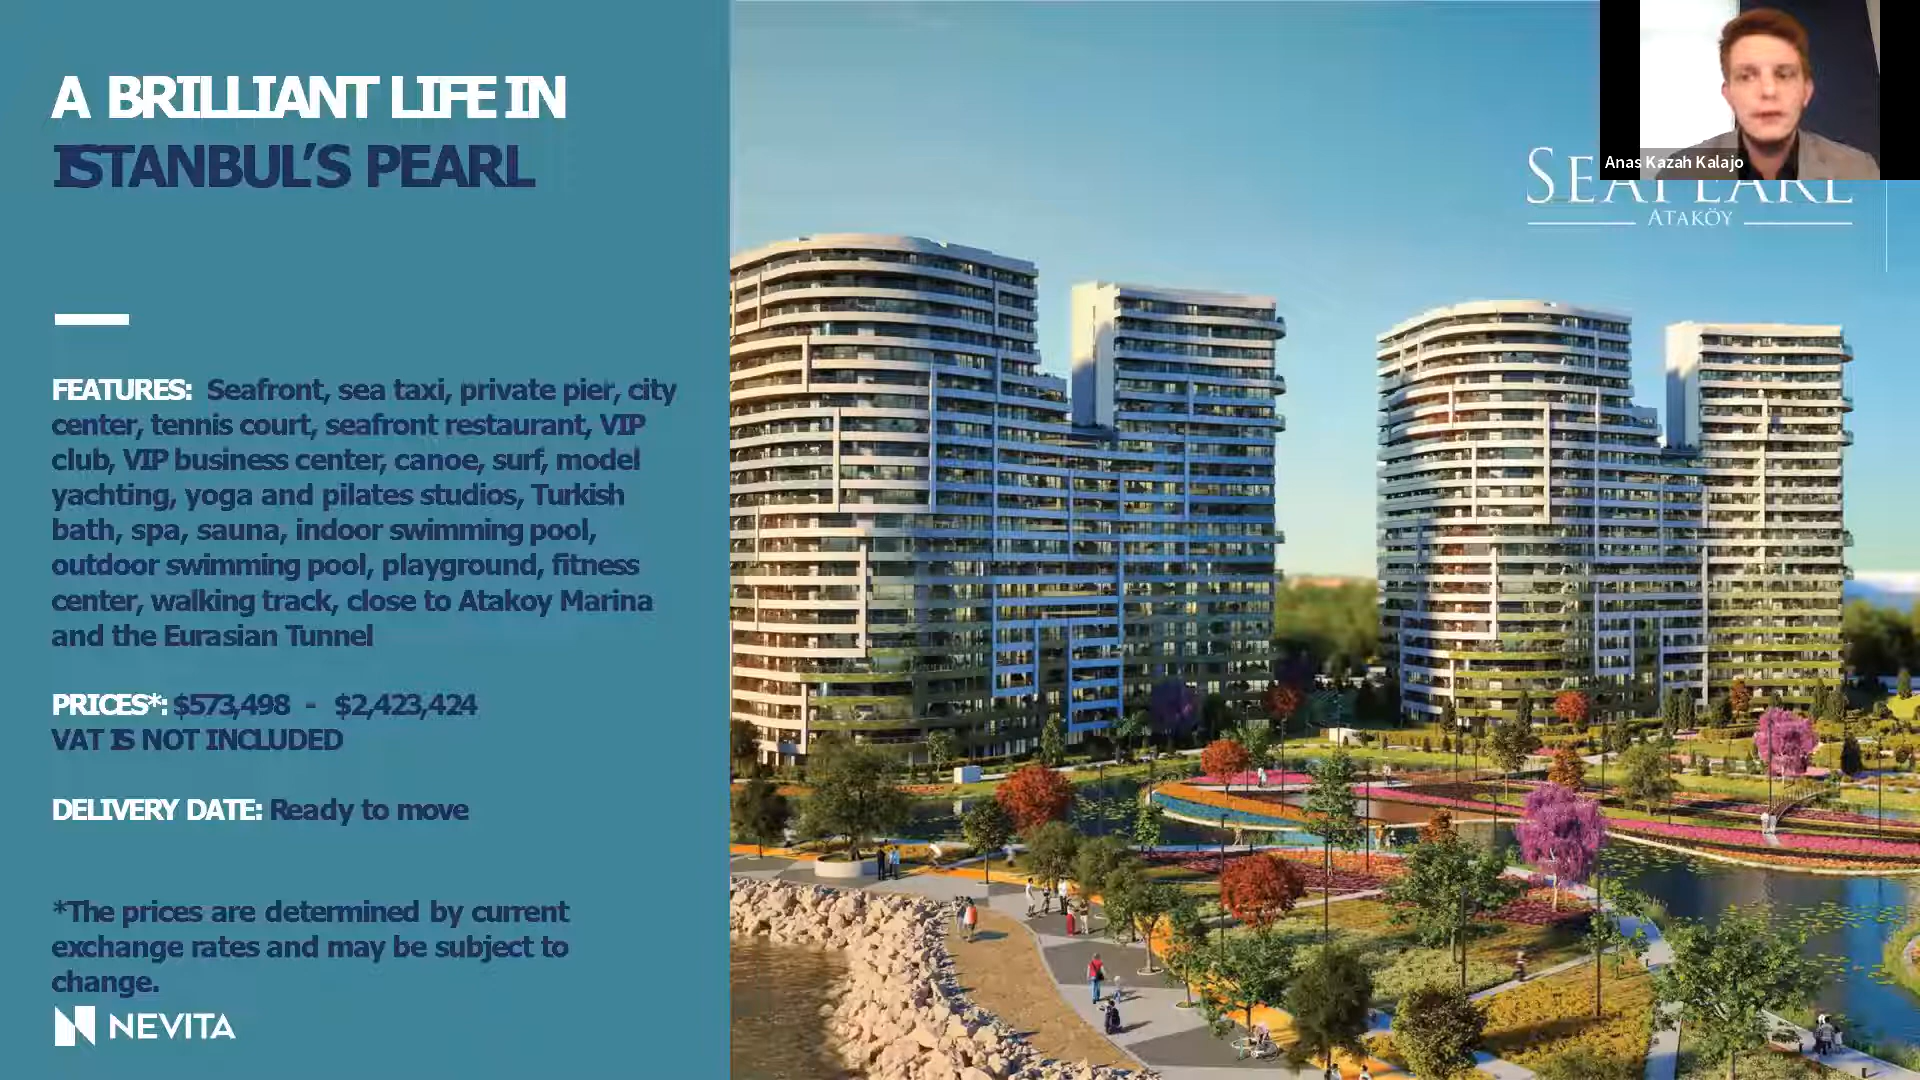 A BRILLIANT LIFE IN
ISTANBUL'S PEARL
FEATURES: Seafront, sea taxi, private pier, city
center, tennis court, seafront restaurant, VIP
club, VIP business center, canoe, surf, model
yachting, yoga and pilates studios, Turkish
bath, spa, sauna, indoor swimming pool,
outdoor swimming pool, playground, fitness
center, walking track, close to Atakoy Marina
and the Eurasian Tunnel
PRICES*: $573,498 - $2,423,424
VAT IS NOT INCLUDED
DELIVERY DATE: Ready to move
*The prices are determined by current
exchange rates and may be subject to
change.
NEVITA
Anas Kazah Kalajo
SEAPEARL
ATAKÖY